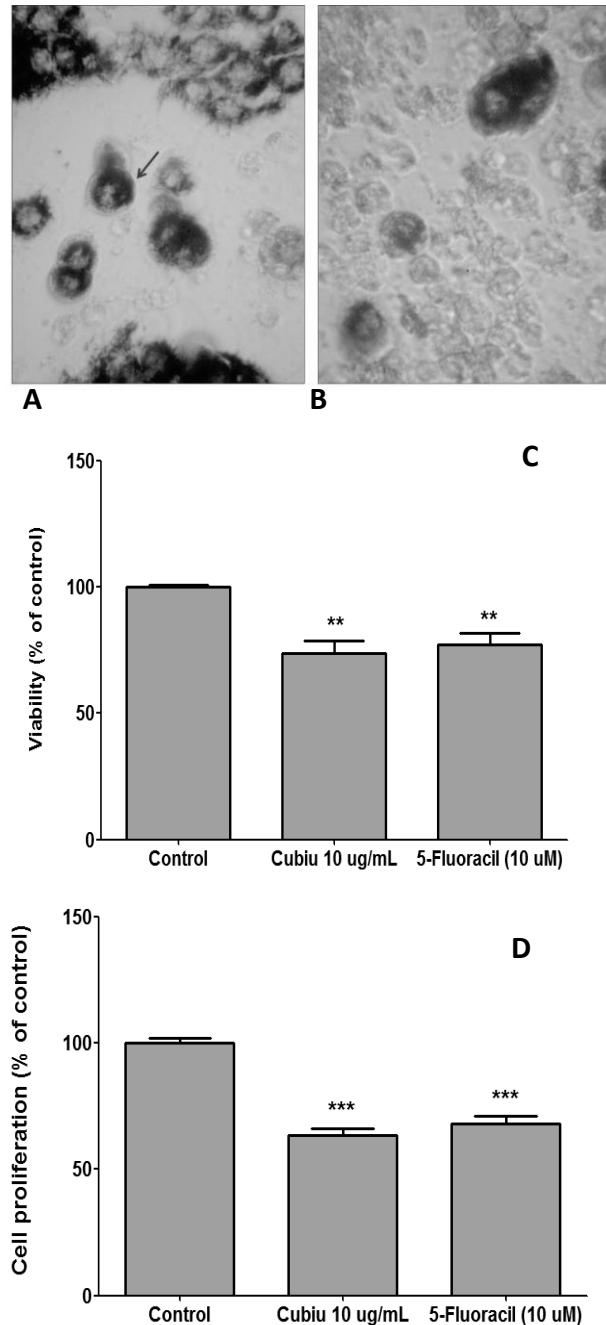 A
B
C
Viability (% of control)
150
100
50
0
**
**
Control
Cubiu 10 ug/mL
5-Fluoracil (10 uM)
D
Cell proliferation (% of control)
150
100
50
0
***
***
Control
Cubiu 10 ug/mL
5-Fluoracil (10 uM)